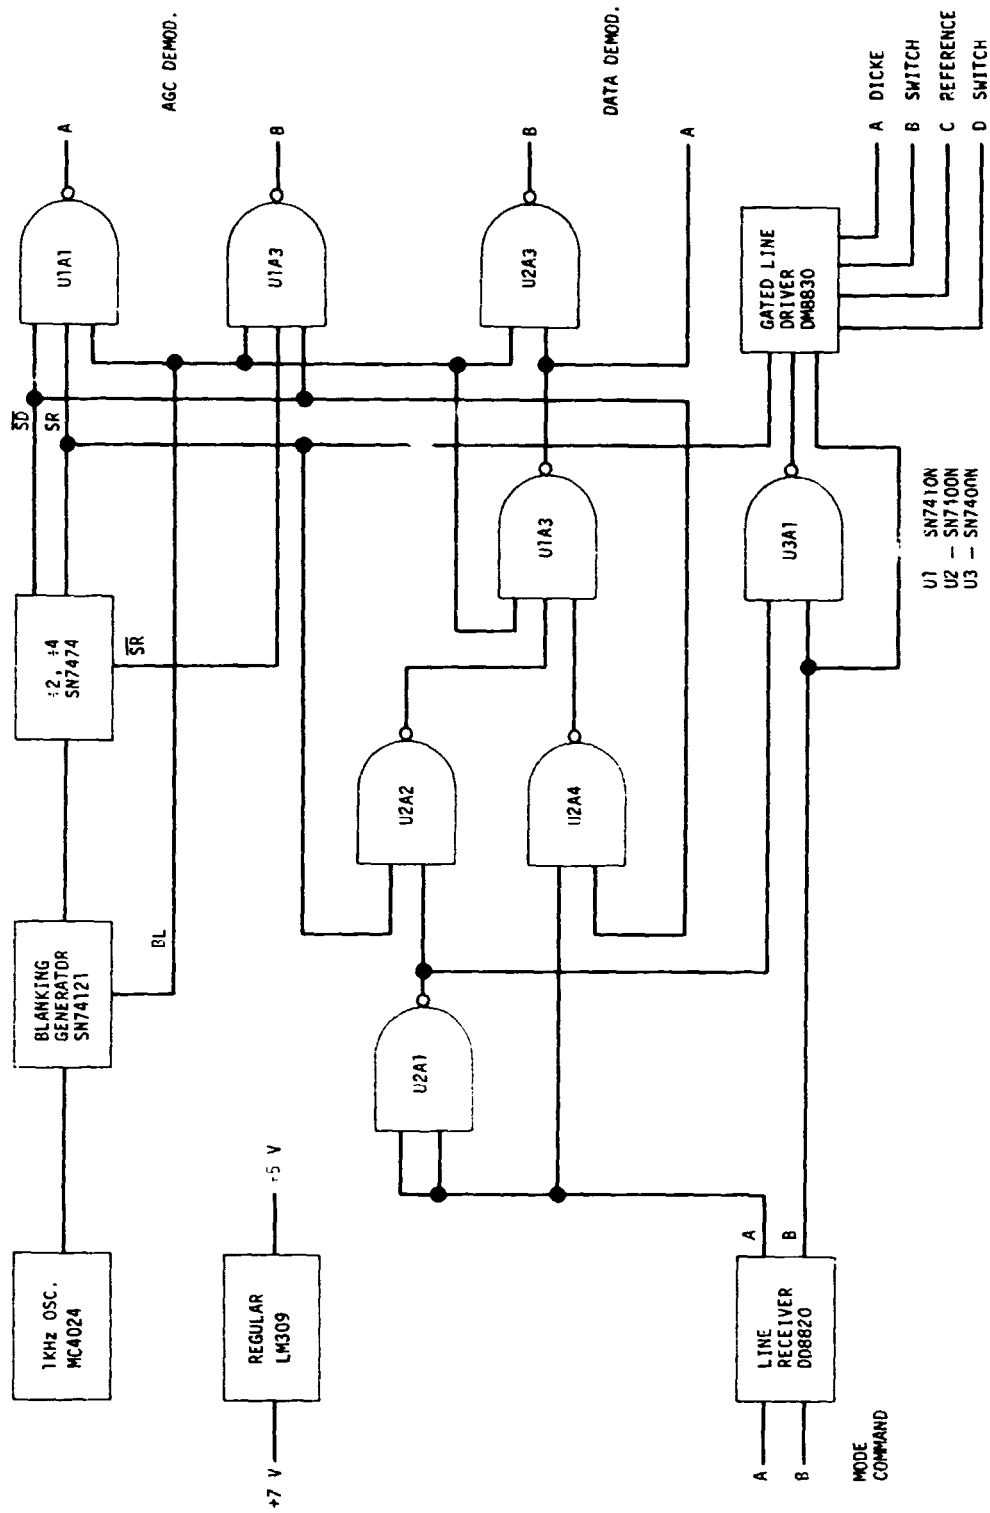 1KHz OSC.
MC4024
BLANKING
GENERATOR
SN74121
BL
÷2, ÷4
SN7474
SR
SD
SR
U1A1
A
AGC DEMOD.
U1A3
B
+7 V
REGULAR
LM309
+5 V
U2A1
U2A2
U2A4
U1A3
U2A3
B
DATA DEMOD.
A
A
B
MODE
COMMAND
LINE
RECEIVER
DD8820
A
B
U3A1
GATED LINE
DRIVER
DM8830
A DICKE
B SWITCH
C REFERENCE
D SWITCH
U1 SN7410N
U2 — SN7100N
U3 — SN7400N